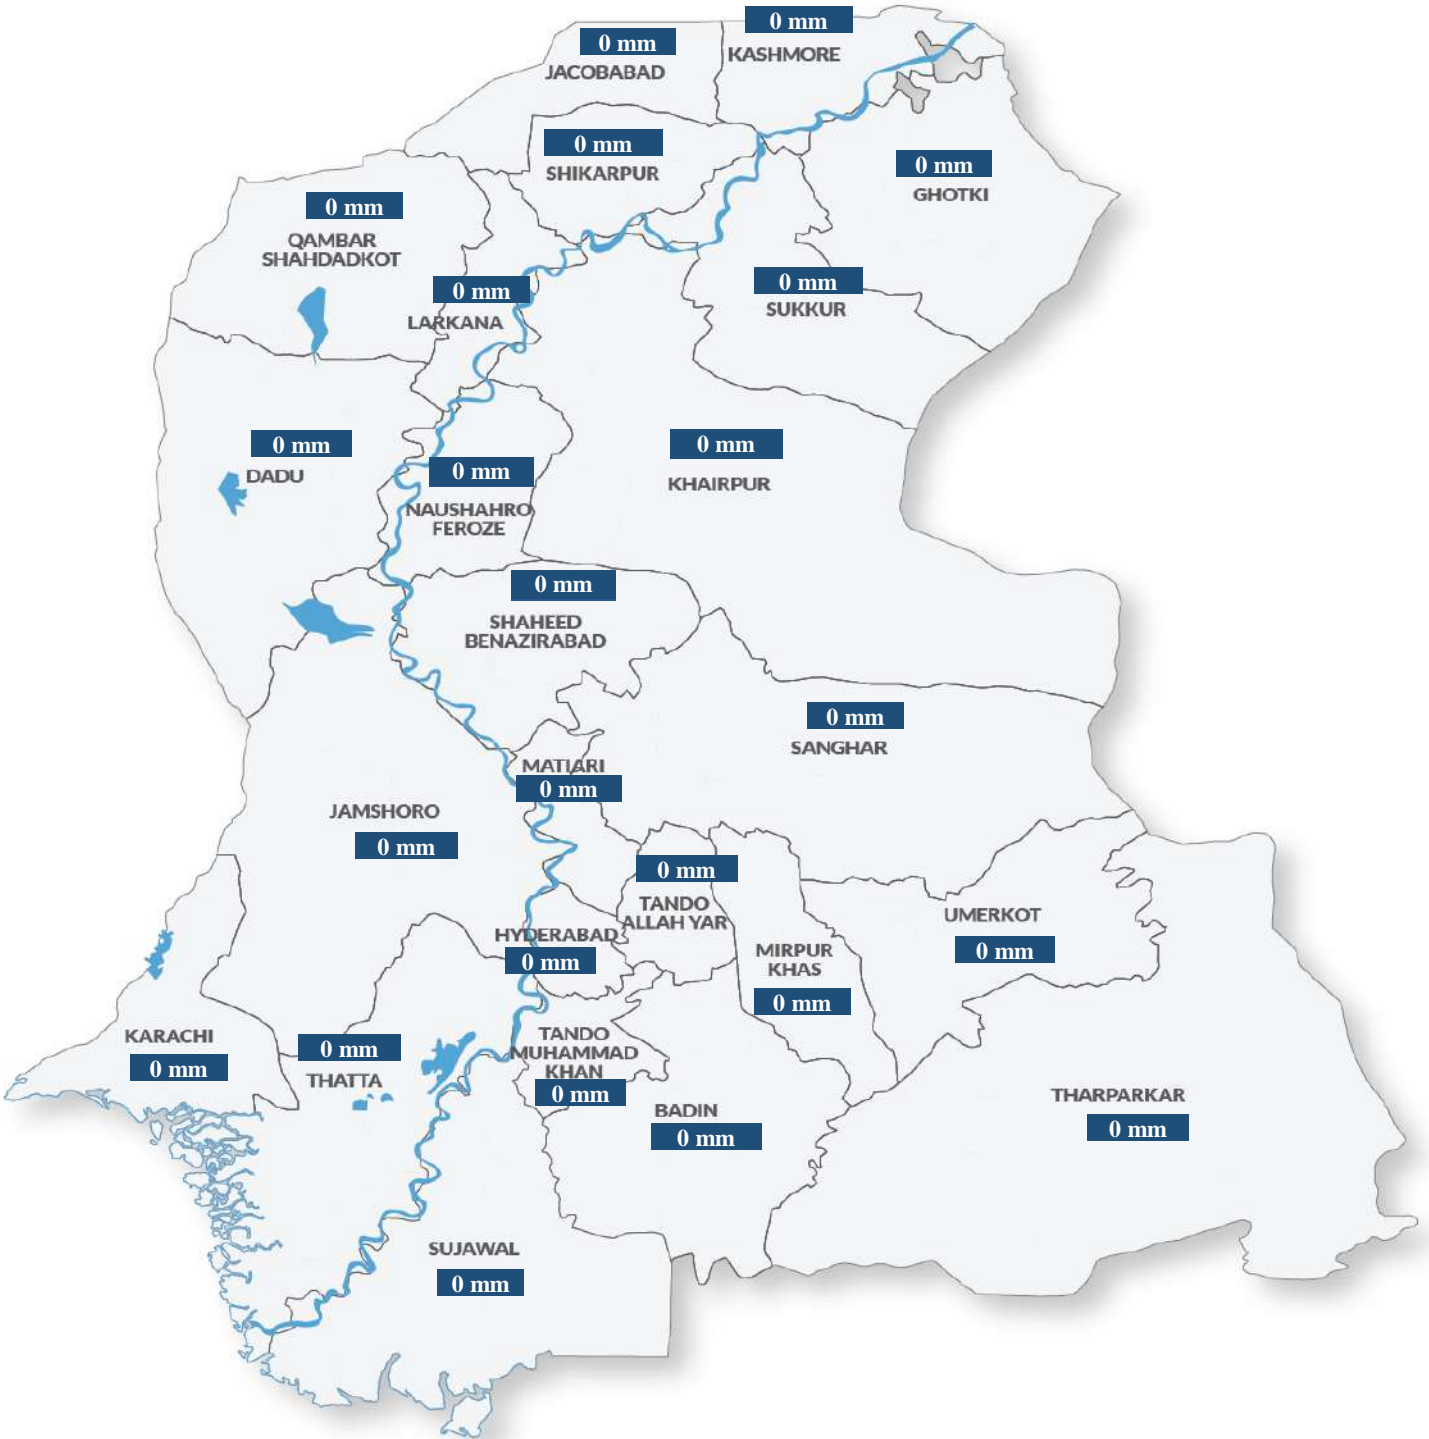 0 mm
KASHMORE
0 mm
JACOBABAD
0 mm
SHIKARPUR
0 mm
GHOTKI
0 mm
QAMBAR
SHAHDADKOT
0 mm
LARKANA
0 mm
SUKKUR
0 mm
DADU
0 mm
NAUSHAHRO
FEROZE
0 mm
KHAIRPUR
0 mm
SHAHEED
BENAZIRABAD
0 mm
SANGHAR
MATIARI
0 mm
JAMSHORO
0 mm
0 mm
TANDO
ALLAH YAR
UMERKOT
0 mm
HYDERABAD
0 mm
MIRPUR
KHAS
0 mm
KARACHI
0 mm
0 mm
THATTA
TANDO
MUHAMMAD
KHAN
0 mm
BADIN
0 mm
THARPARKAR
0 mm
SUJAWAL
0 mm